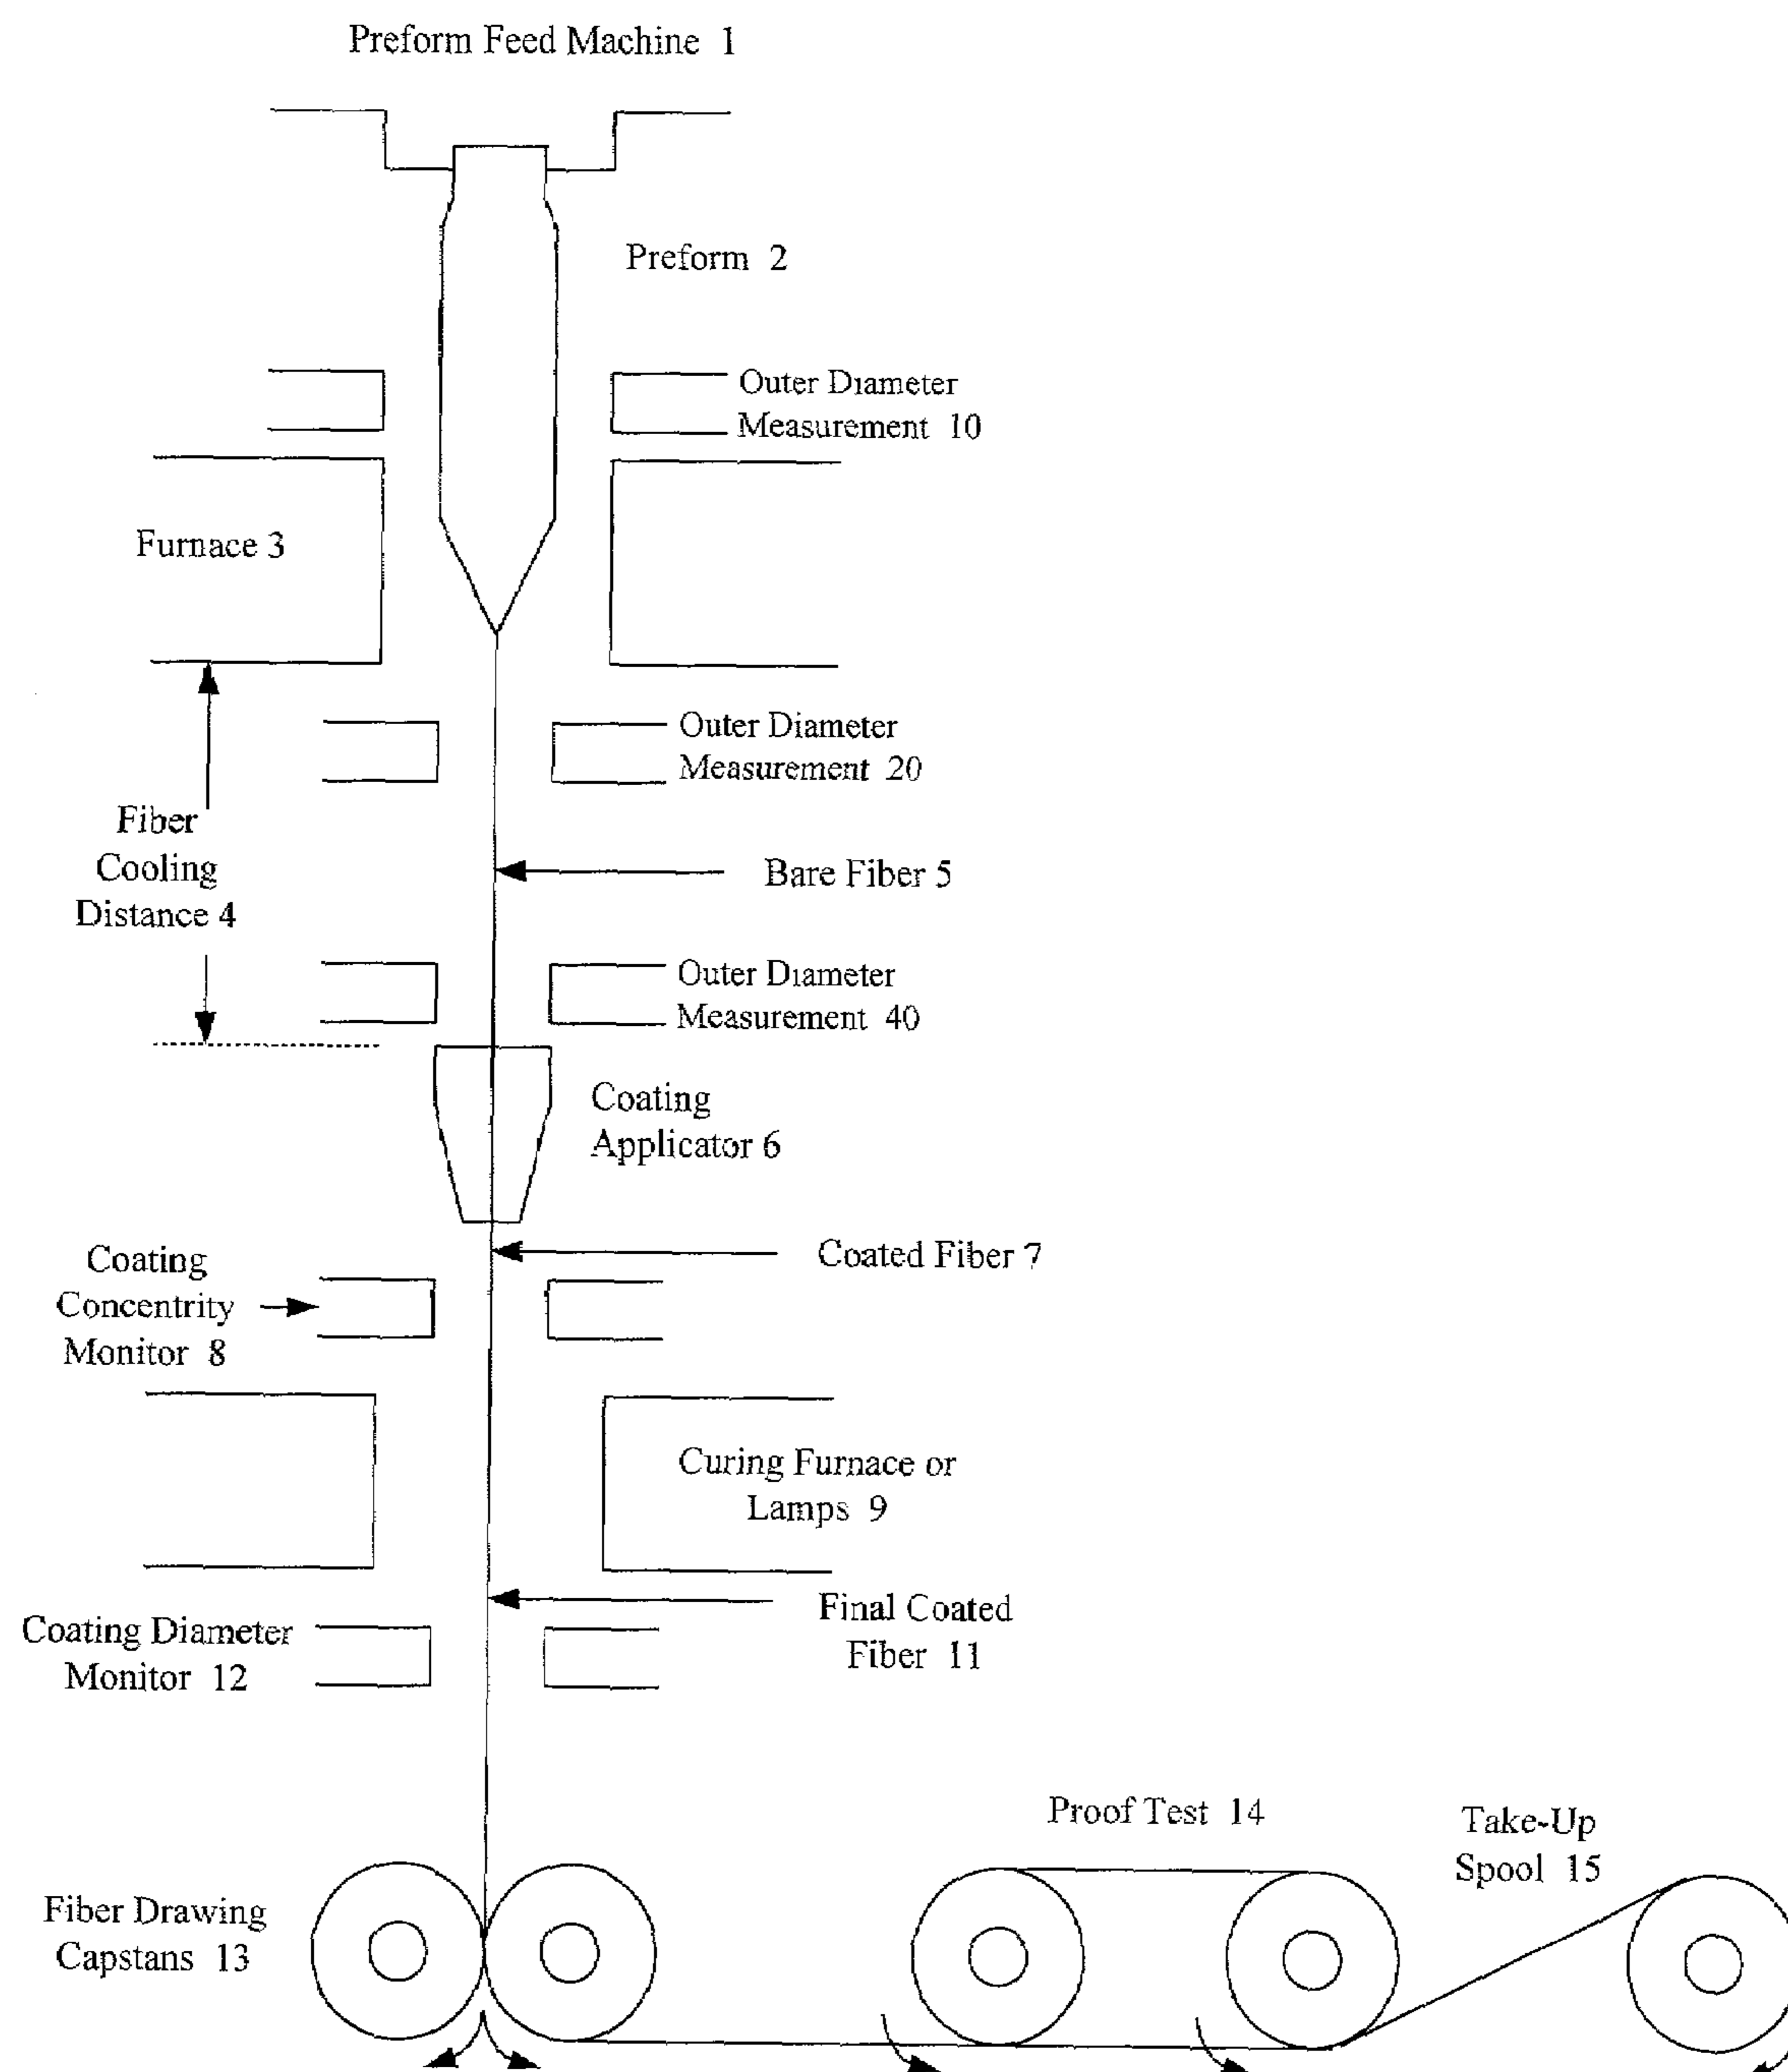 Preform Feed Machine 1
Preform 2
Outer Diameter
Measurement 10
Furnace 3
Outer Diameter
Measurement 20
Fiber
Cooling
Distance 4
Bare Fiber 5
Outer Diameter
Measurement 40
Coating
Applicator 6
Coated Fiber 7
Coating
Concentrity
Monitor 8
Curing Furnace or
Lamps 9
Final Coated
Fiber 11
Coating Diameter
Monitor 12
Proof Test 14
Take-Up
Spool 15
Fiber Drawing
Capstans 13